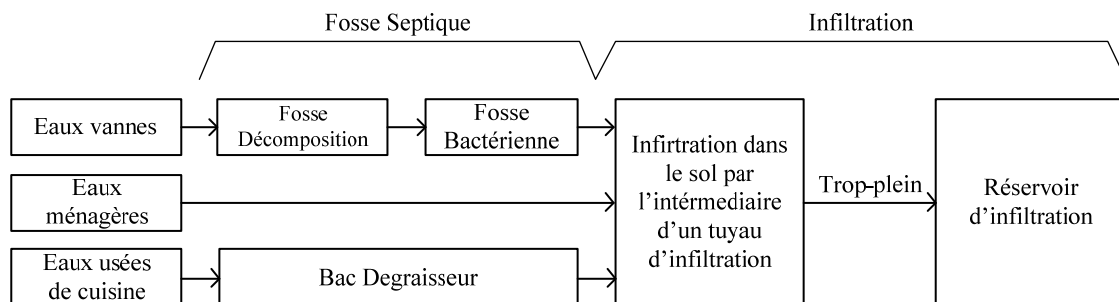 Fosse Septique
Infiltration
Eaux vannes
Fosse
Décomposition
Fosse
Bactérienne
Eaux
ménagères
Eaux usées
de cuisine
Bac Degraisseur
Infirtration dans
le sol par
l'intérmediaire
d'un tuyau
d'infiltration
Trop-plein
Réservoir
d'infiltration